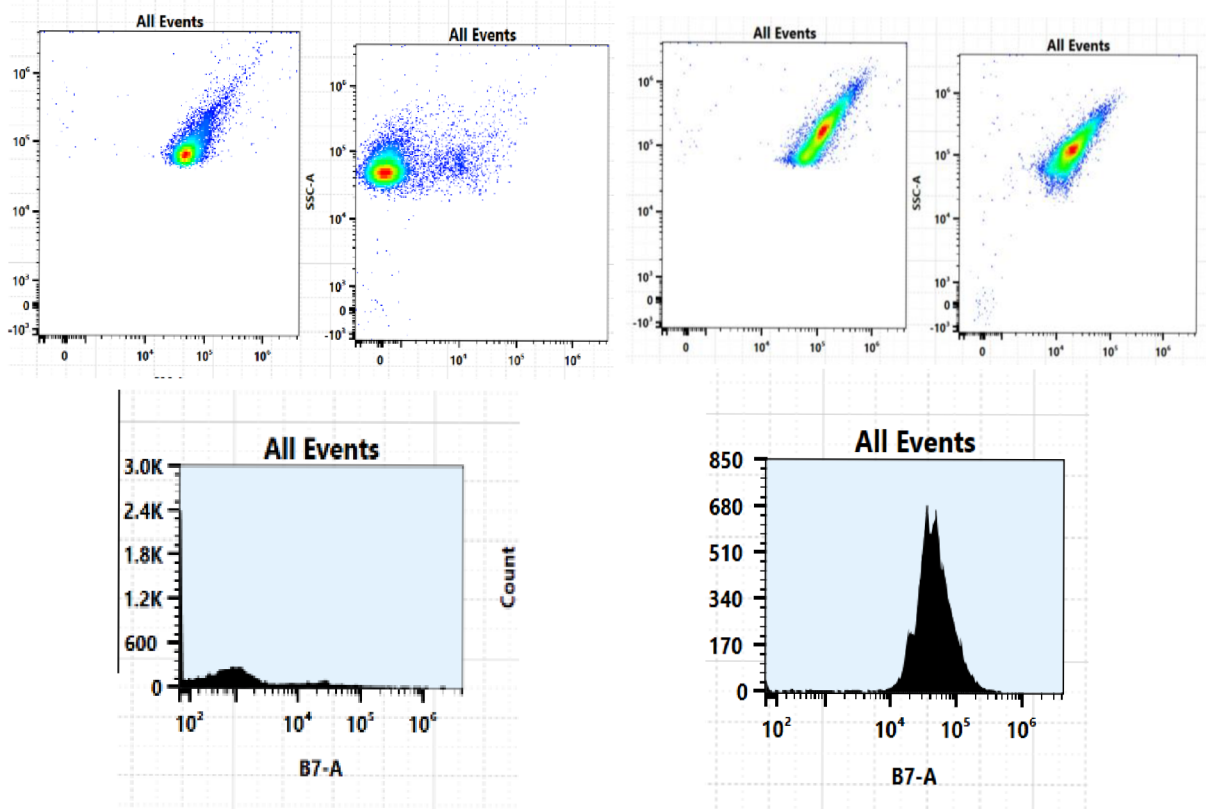 All Events
10⁶
10⁵
10⁴
10³
0
-10³
0 10⁴ 10⁵ 10⁶
All Events
SSC-A
10⁶
10⁵
10⁴
10³
0
-10³
0 10⁴ 10⁵ 10⁶
All Events
10⁶
10⁵
10⁴
10³
0
-10³
0 10⁴ 10⁵ 10⁶
All Events
SSC-A
10⁶
10⁵
10⁴
10³
0
-10³
0 10⁴ 10⁵ 10⁶
All Events
3.0K
2.4K
1.8K
1.2K
600
0
10² 10⁴ 10⁵ 10⁶
B7-A
Count
All Events
850
680
510
340
170
0
10² 10⁴ 10⁵ 10⁶
B7-A